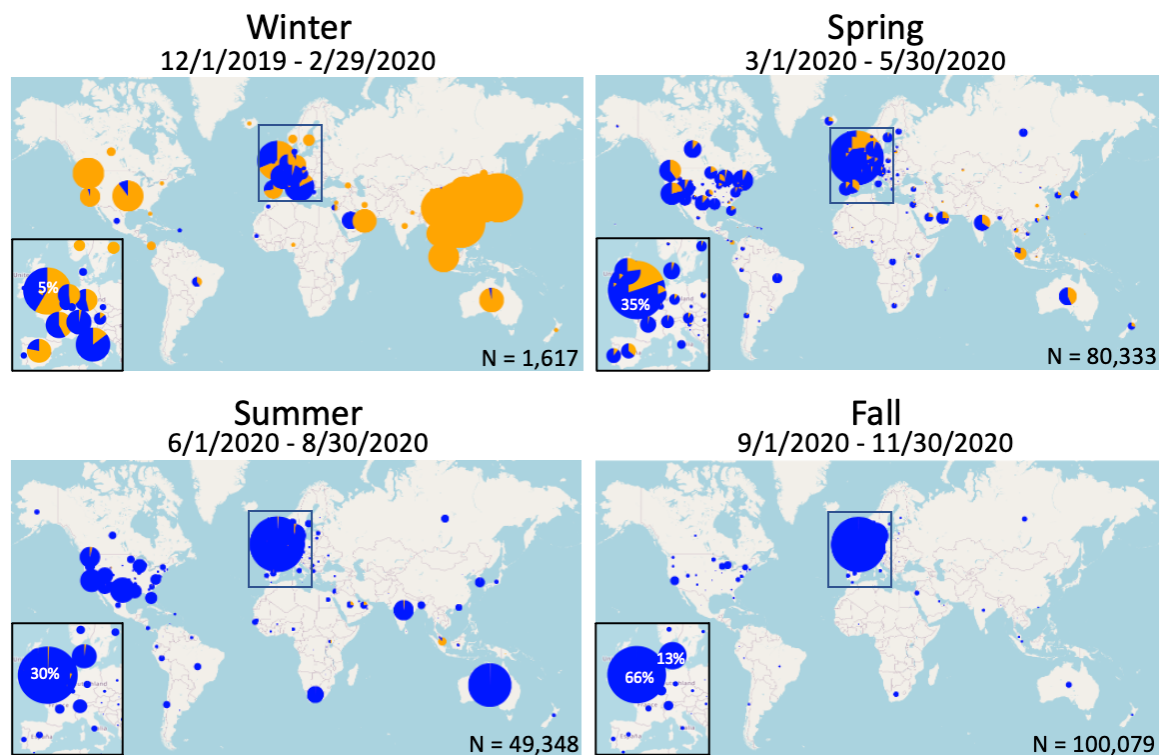 Winter
12/1/2019 - 2/29/2020
5%
N = 1,617
Spring
3/1/2020 - 5/30/2020
35%
N = 80,333
Summer
6/1/2020 - 8/30/2020
30%
España
N = 49,348
Fall
9/1/2020 - 11/30/2020
13%
66%
España
N = 100,079